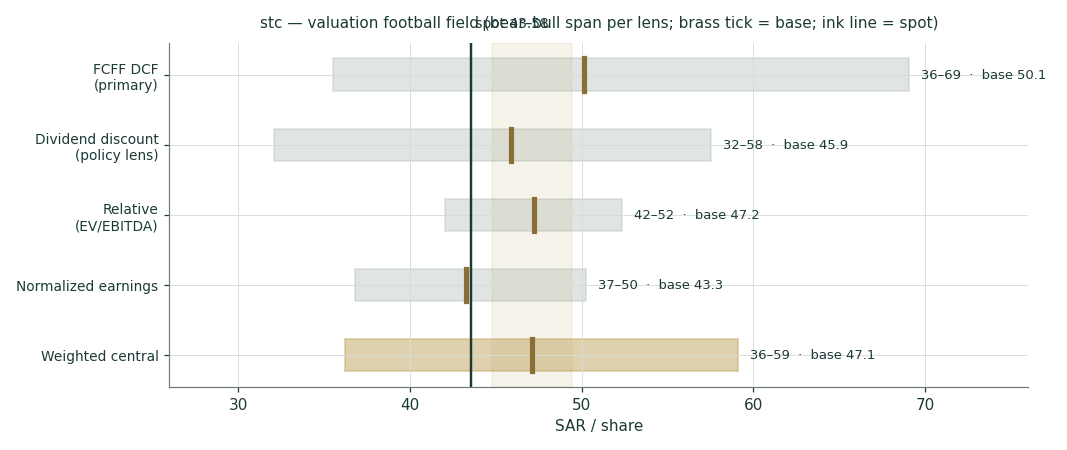 stc — valuation football field (bear–bull span per lens; brass tick = base; ink line = spot)
spot 43.58
FCFF DCF
(primary)
36–69 · base 50.1
Dividend discount
(policy lens)
32–58 · base 45.9
Relative
(EV/EBITDA)
42–52 · base 47.2
Normalized earnings
37–50 · base 43.3
Weighted central
36–59 · base 47.1
30 40 50 60 70
SAR / share